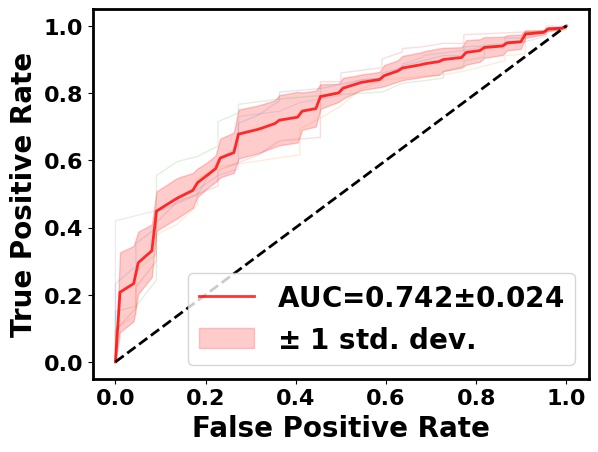 1.0
0.8
0.6
0.4
0.2
0.0
True Positive Rate
AUC=0.742±0.024
± 1 std. dev.
0.0 0.2 0.4 0.6 0.8 1.0
False Positive Rate